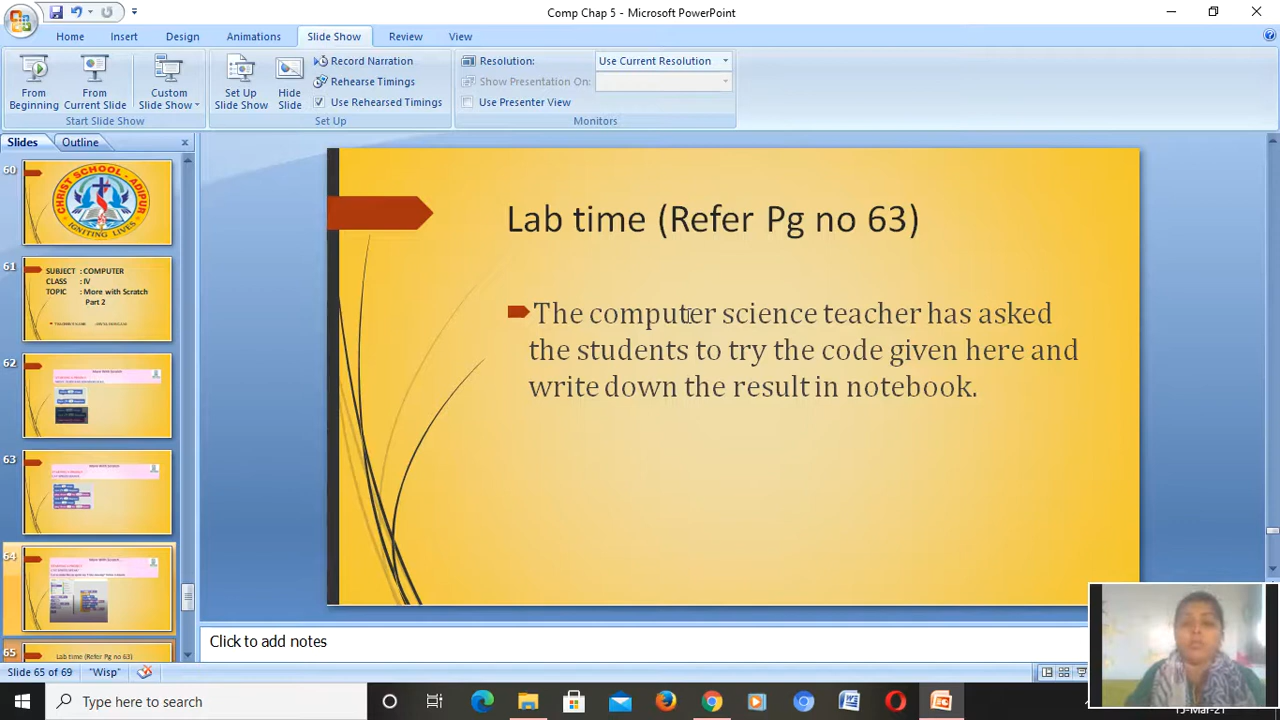 Comp Chap 5 - Microsoft PowerPoint
Home Insert Design Animations Slide Show Review View
From Beginning
From Current Slide
Custom Slide Show
Start Slide Show
Set Up Slide Show
Hide Slide
Record Narration
Rehearse Timings
Use Rehearsed Timings
Set Up
Resolution: Use Current Resolution
Show Presentation On:
Use Presenter View
Monitors
Slides Outline
60
CHRIST SCHOOL - ADIPUR
IGNITING LIVES
61
SUBJECT : COMPUTER
CLASS : IV
TOPIC : More with Scratch
Part 2
62
63
64
65
Lab time (Refer Pg no 63)
Lab time (Refer Pg no 63)
The computer science teacher has asked
the students to try the code given here and
write down the result in notebook.
Click to add notes
Slide 65 of 69 "Wisp"
Type here to search
15-Mar-21